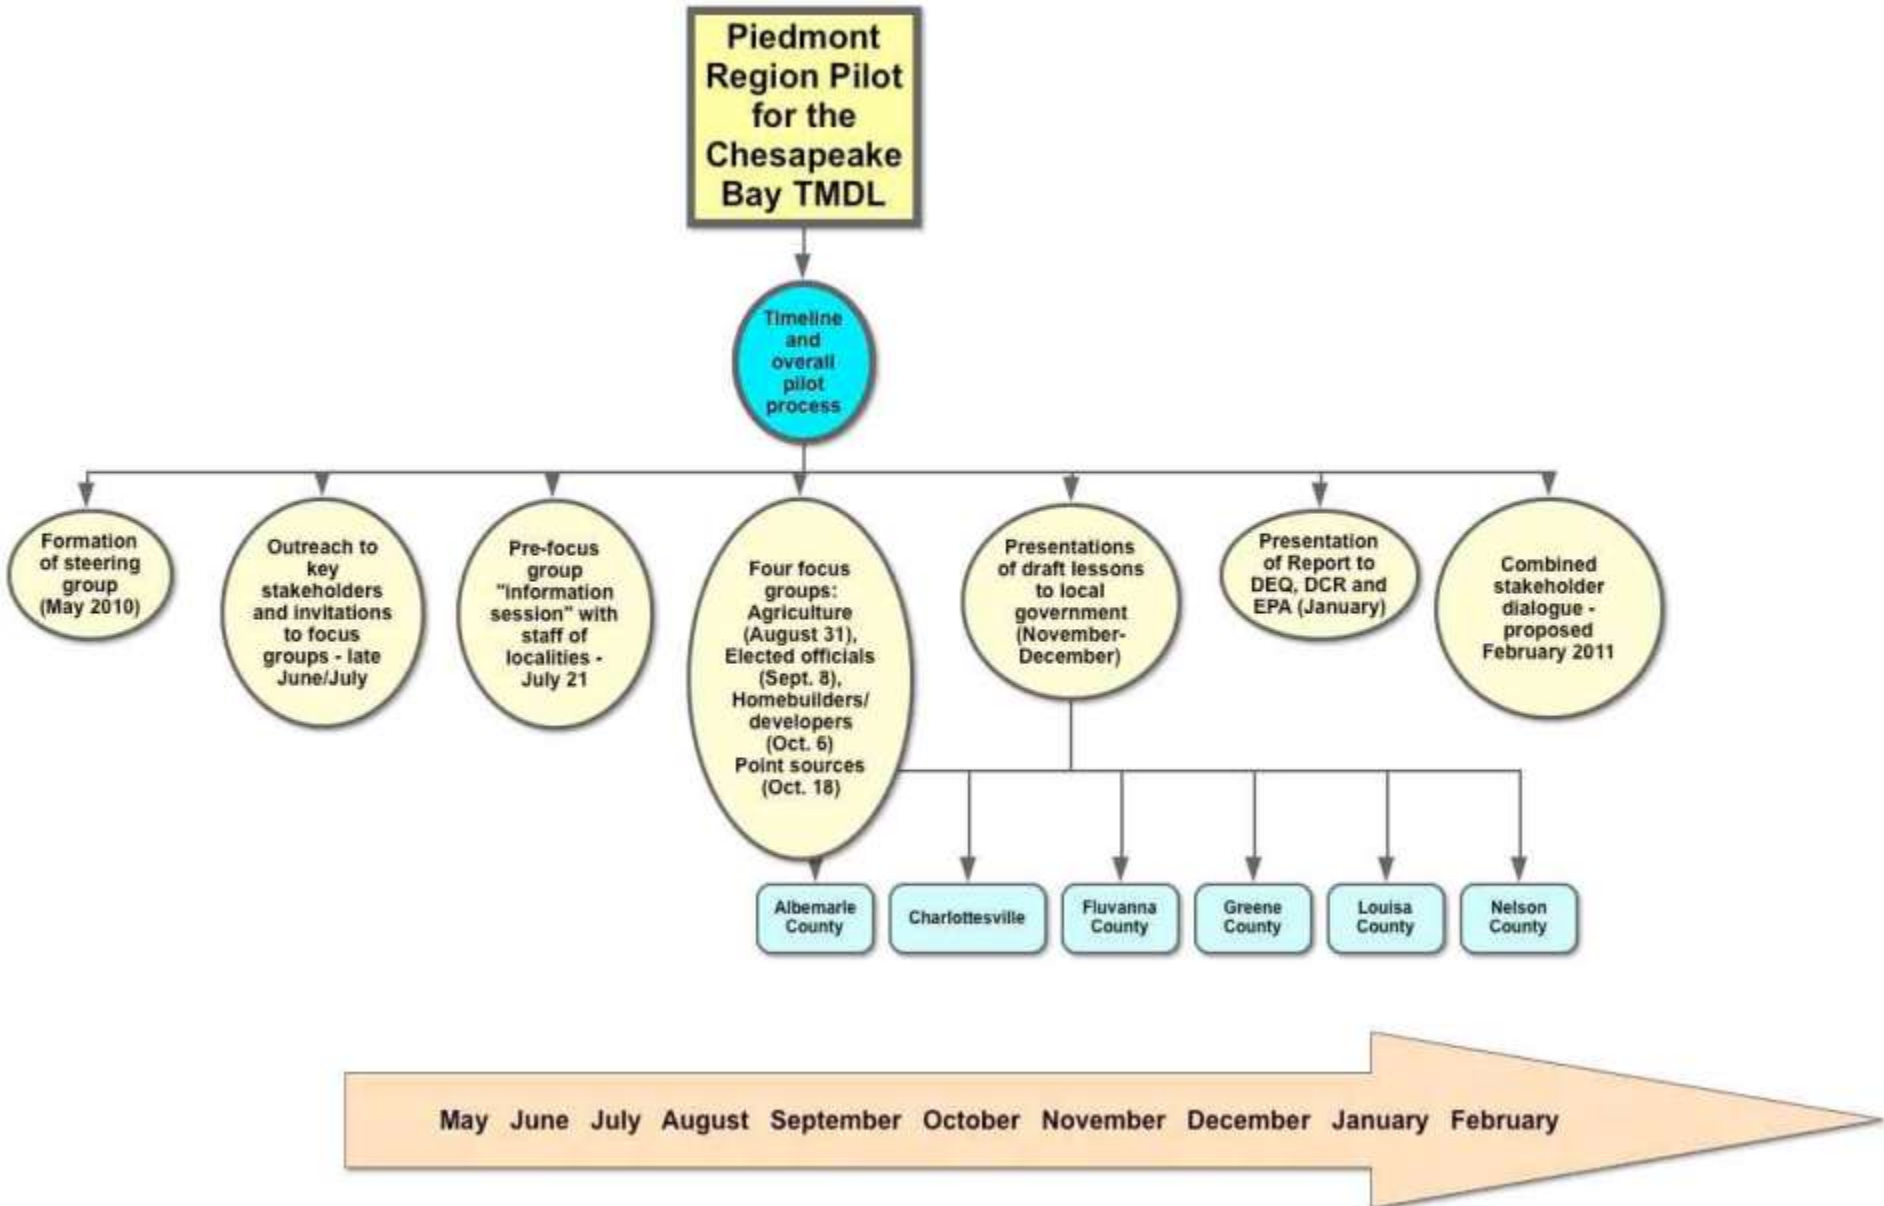 Piedmont
Region Pilot
for the
Chesapeake
Bay TMDL
Timeline
and
overall
pilot
process
Formation
of steering
group
(May 2010)
Outreach to
key
stakeholders
and invitations
to focus
groups - late
June/July
Pre-focus
group
"information
session" with
staff of
localities -
July 21
Four focus
groups:
Agriculture
(August 31),
Elected officials
(Sept. 8),
Homebuilders/
developers
(Oct. 6)
Point sources
(Oct. 18)
Presentations
of draft lessons
to local
government
(November-
December)
Presentation
of Report to
DEQ, DCR and
EPA (January)
Combined
stakeholder
dialogue -
proposed
February 2011
Albemarle
County
Charlottesville
Fluvanna
County
Greene
County
Louisa
County
Nelson
County
May June July August September October November December January February